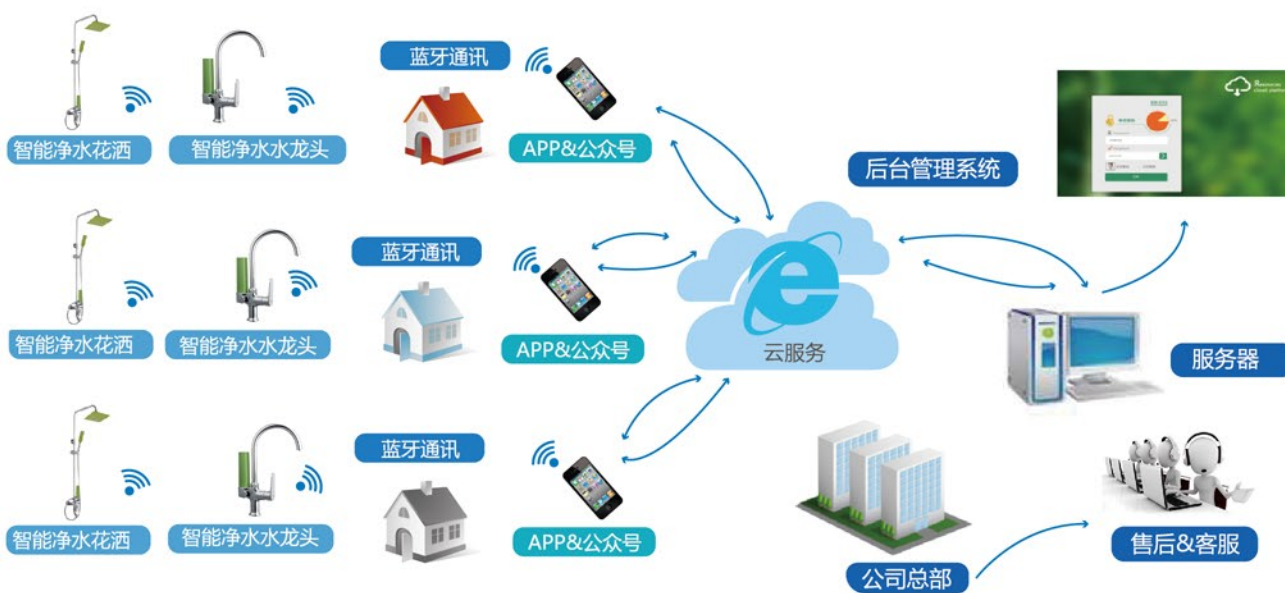 蓝牙通讯
智能净水花洒
智能净水水龙头
APP&公众号
后台管理系统
cloud
蓝牙通讯
智能净水花洒
智能净水水龙头
APP&公众号
云服务
服务器
蓝牙通讯
智能净水花洒
智能净水水龙头
APP&公众号
公司总部
售后&客服